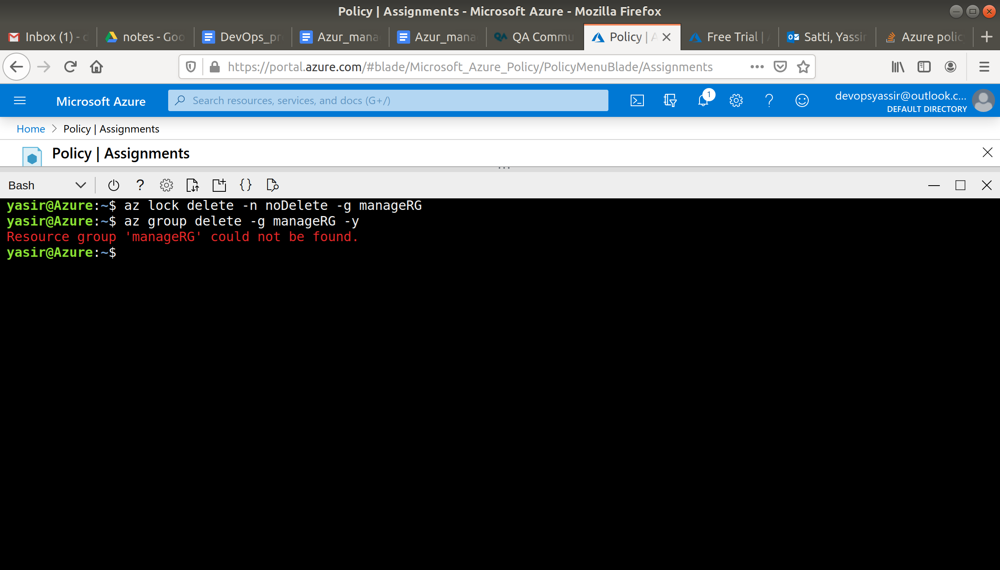 Policy | Assignments - Microsoft Azure - Mozilla Firefox
Inbox (1) - d
notes - Goo
DevOps_pr
Azur_mana
Azur_mana
QA Commu
Policy | A
Free Trial | A
Satti, Yassir
Azure polic
https://portal.azure.com/#blade/Microsoft_Azure_Policy/PolicyMenuBlade/Assignments
Microsoft Azure
Search resources, services, and docs (G+/)
1
devopsyassir@outlook.c...
DEFAULT DIRECTORY
Home > Policy | Assignments
Policy | Assignments
Bash
yasir@Azure:~$ az lock delete -n noDelete -g manageRG
yasir@Azure:~$ az group delete -g manageRG -y
Resource group 'manageRG' could not be found.
yasir@Azure:~$